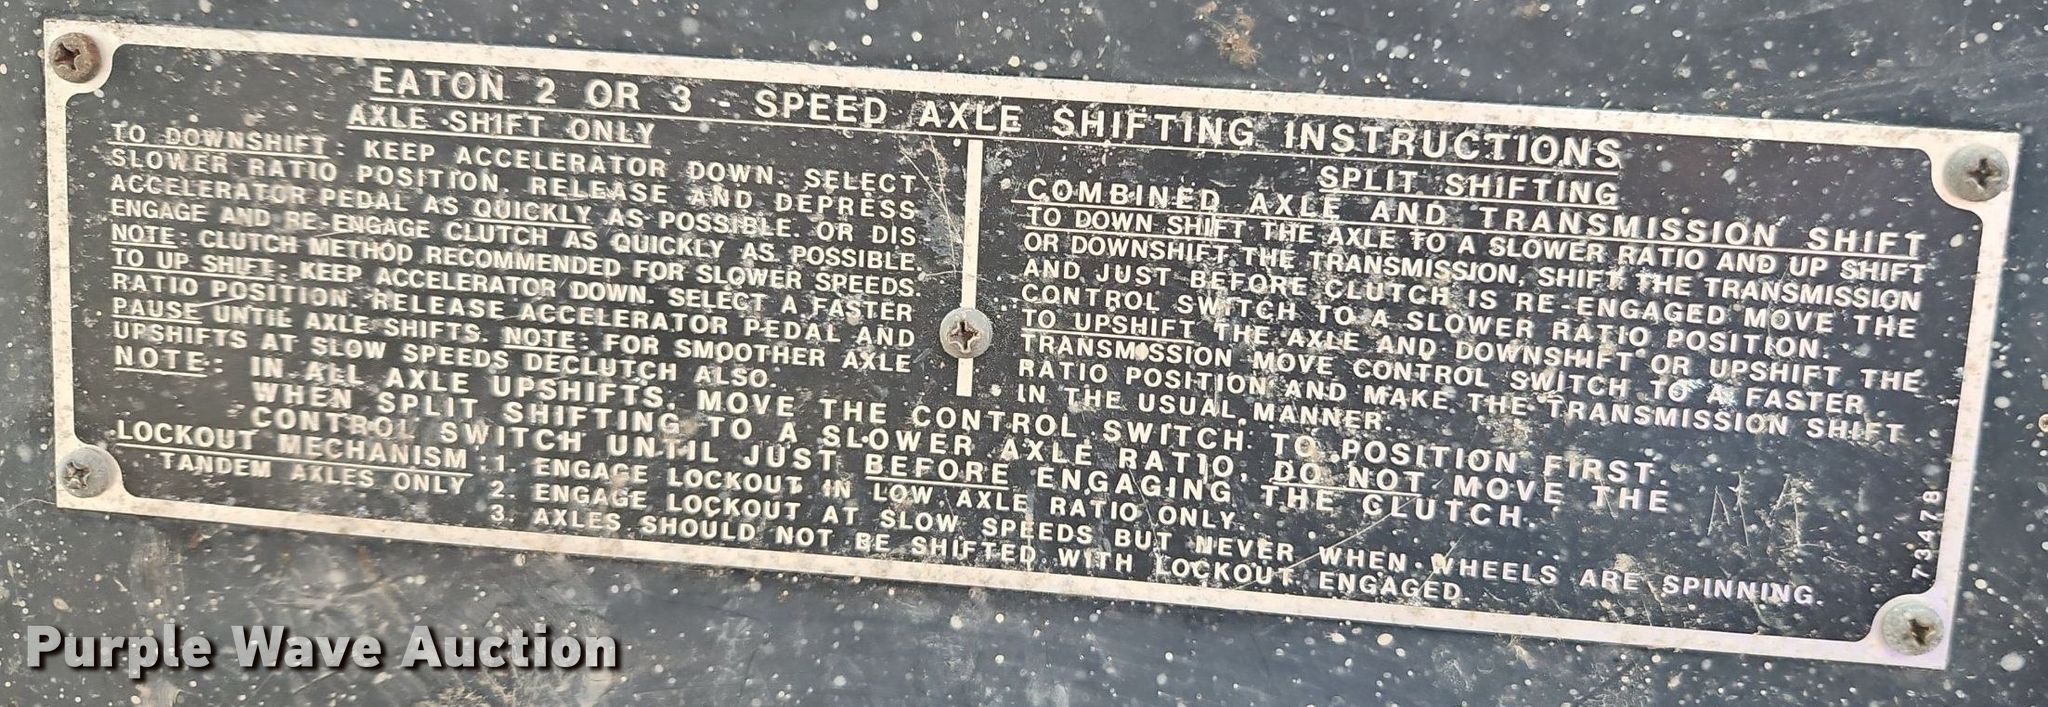 EATON 2 OR 3 - SPEED AXLE SHIFTING INSTRUCTIONS
AXLE SHIFT ONLY
TO DOWNSHIFT: KEEP ACCELERATOR DOWN. SELECT
SLOWER RATIO POSITION. RELEASE AND DEPRESS
ACCELERATOR PEDAL AS QUICKLY AS POSSIBLE. OR DIS-
ENGAGE AND RE-ENGAGE CLUTCH AS QUICKLY AS POSSIBLE.
NOTE: CLUTCH METHOD RECOMMENDED FOR SLOWER SPEEDS.
TO UP SHIFT: KEEP ACCELERATOR DOWN. SELECT A FASTER
RATIO POSITION. RELEASE ACCELERATOR PEDAL AND
PAUSE UNTIL AXLE SHIFTS. NOTE: FOR SMOOTHER AXLE
UPSHIFTS AT SLOW SPEEDS DECLUTCH ALSO.
SPLIT SHIFTING
COMBINED AXLE AND TRANSMISSION SHIFT
TO DOWN SHIFT THE AXLE TO A SLOWER RATIO AND UP SHIFT
OR DOWNSHIFT THE TRANSMISSION, SHIFT THE TRANSMISSION
AND JUST BEFORE CLUTCH IS RE-ENGAGED MOVE THE
CONTROL SWITCH TO A SLOWER RATIO POSITION.
TO UPSHIFT THE AXLE AND DOWNSHIFT OR UPSHIFT THE
TRANSMISSION MOVE CONTROL SWITCH TO A FASTER
RATIO POSITION AND MAKE THE TRANSMISSION SHIFT
IN THE USUAL MANNER.
NOTE: IN ALL AXLE UPSHIFTS, MOVE THE CONTROL SWITCH TO POSITION FIRST.
WHEN SPLIT SHIFTING TO A SLOWER AXLE RATIO, DO NOT MOVE THE
CONTROL SWITCH UNTIL JUST BEFORE ENGAGING THE CLUTCH.
LOCKOUT MECHANISM: 1. ENGAGE LOCKOUT IN LOW AXLE RATIO ONLY.
TANDEM AXLES ONLY 2. ENGAGE LOCKOUT AT SLOW SPEEDS BUT NEVER WHEN WHEELS ARE SPINNING.
3. AXLES SHOULD NOT BE SHIFTED WITH LOCKOUT ENGAGED
73478
Purple Wave Auction